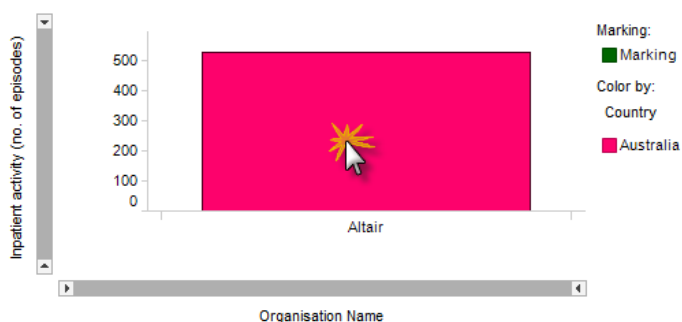 Inpatient activity (no. of episodes)
500
400
300
200
100
0
Altair
Organisation Name
Marking:
Marking
Color by:
Country
Australia